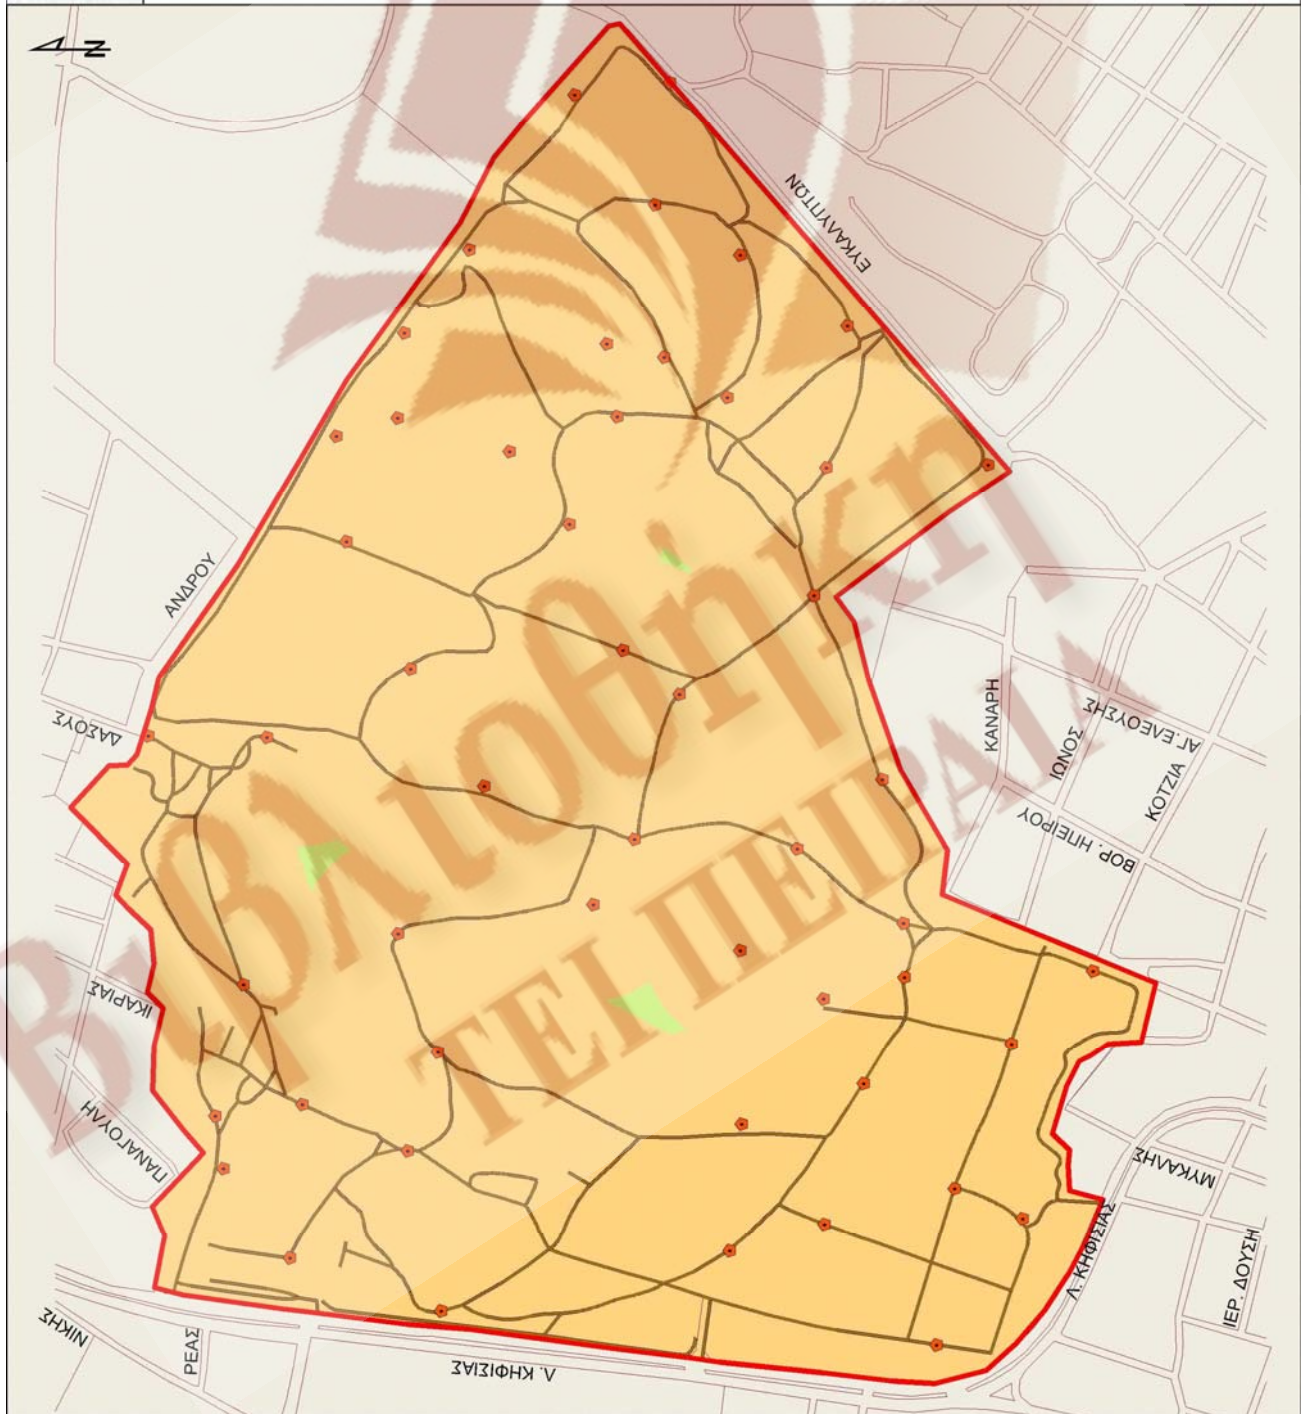 N
ΕΥΚΑΛΥΠΤΩΝ
ΑΝΔΡΟΥ
ΔΑΣΟΥΣ
Βιβλιοθήκη
ΤΕΙ ΠΕΙΡΑΙΑ
ΚΑΝΑΡΗ
ΑΓ.ΕΛΕΟΥΣΗΣ
ΙΩΝΟΣ
ΚΟΤΖΙΑ
ΒΟΡ. ΗΠΕΙΡΟΥ
ΙΚΑΡΙΑΣ
ΠΑΝΑΓΟΥΛΗ
ΜΥΚΑΛΗΣ
Λ. ΚΗΦΙΣΙΑΣ
ΙΕΡ. ΔΟΥΣΗ
ΝΙΚΗΣ
ΡΕΑΣ
Λ. ΚΗΦΙΣΙΑΣ